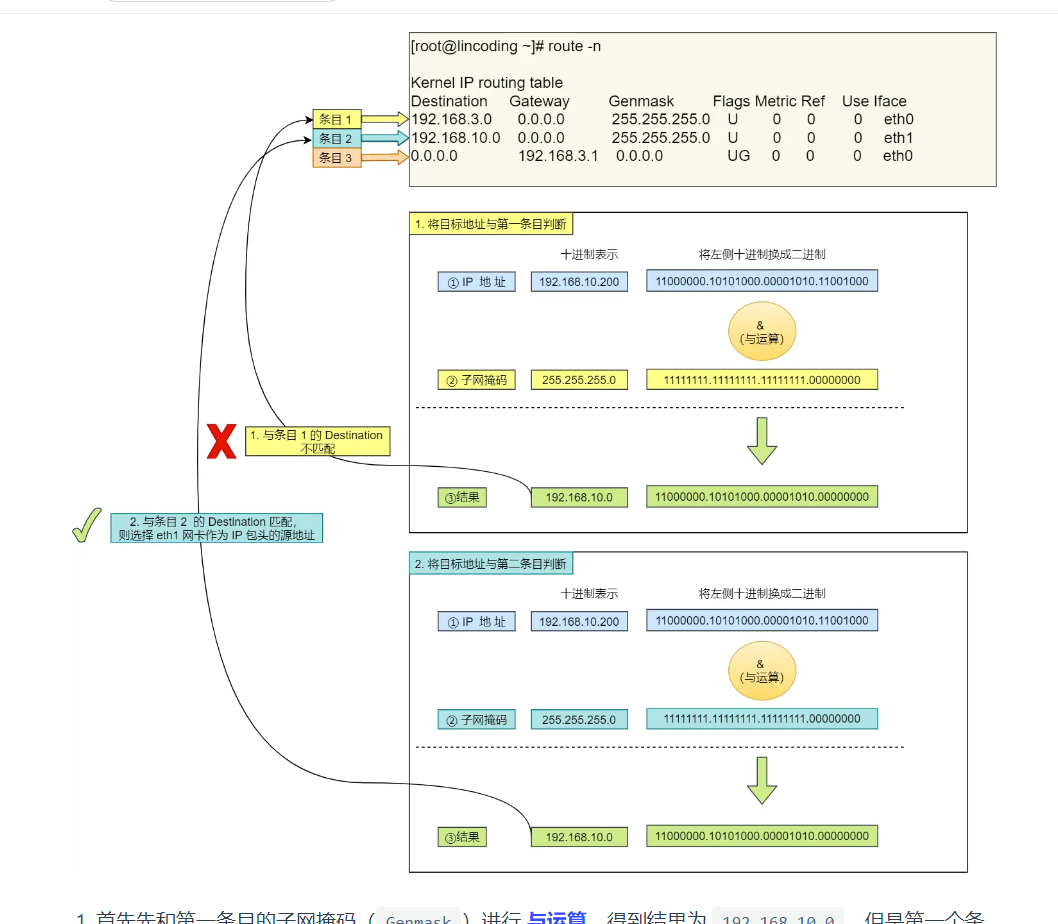 [root@lincoding ~]# route -n
Kernel IP routing table
Destination Gateway Genmask Flags Metric Ref Use Iface
条目 1 192.168.3.0 0.0.0.0 255.255.255.0 U 0 0 0 eth0
条目 2 192.168.10.0 0.0.0.0 255.255.255.0 U 0 0 0 eth1
条目 3 0.0.0.0 192.168.3.1 0.0.0.0 UG 0 0 0 eth0
1. 将目标地址与第一条目判断
十进制表示 将左侧十进制换成二进制
① IP 地 址 192.168.10.200 11000000.10101000.00001010.11001000
&
(与运算)
② 子网掩码 255.255.255.0 11111111.11111111.11111111.00000000
1. 与条目 1 的 Destination
不匹配
③结果 192.168.10.0 11000000.10101000.00001010.00000000
2. 与条目 2 的 Destination 匹配,
则选择 eth1 网卡作为 IP 包头的源地址
2. 将目标地址与第二条目判断
十进制表示 将左侧十进制换成二进制
① IP 地 址 192.168.10.200 11000000.10101000.00001010.11001000
&
(与运算)
② 子网掩码 255.255.255.0 11111111.11111111.11111111.00000000
③结果 192.168.10.0 11000000.10101000.00001010.00000000
1. 首先先和第一条目的子网掩码（Genmask）进行 与运算，得到结果为 192.168.10.0，但是第一个条